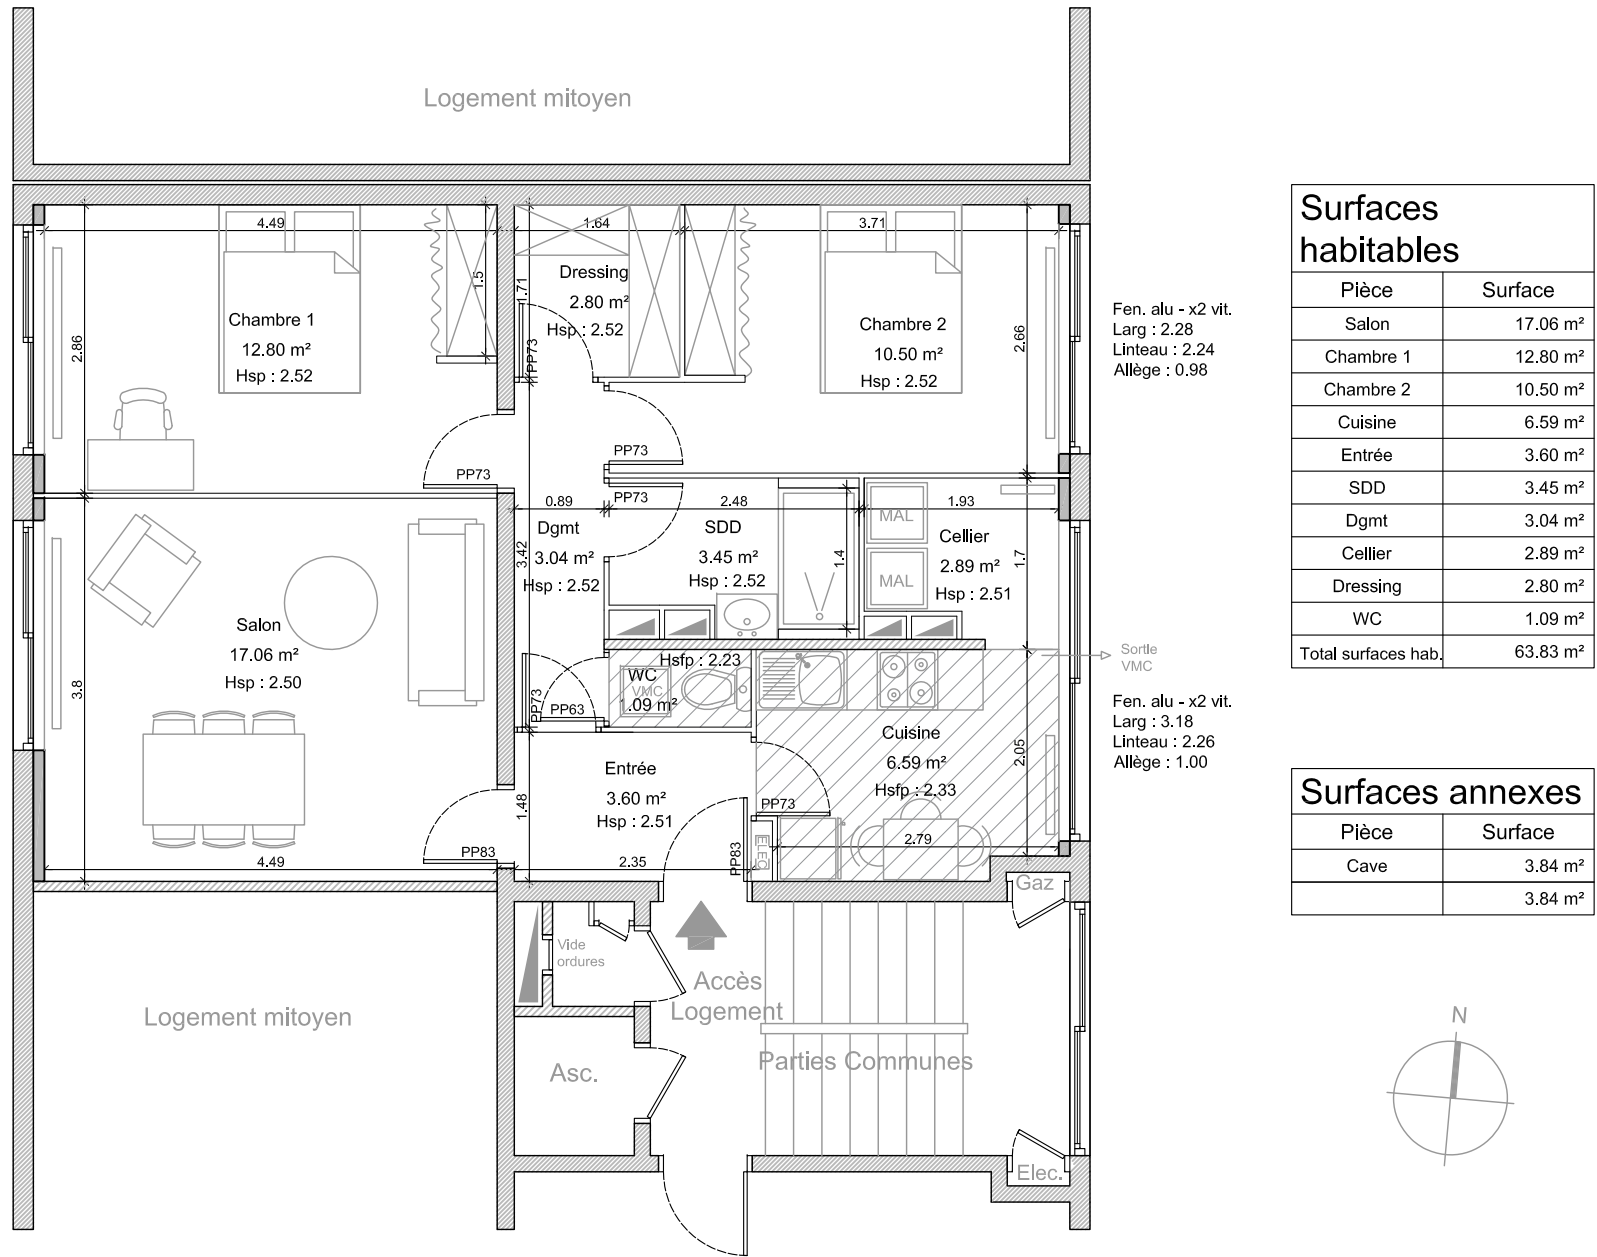 Logement mitoyen
4.49
1.64
3.71
2.86
1.5
1.71
2.66
Chambre 1
12.80 m²
Hsp : 2.52
Dressing
2.80 m²
Hsp : 2.52
Chambre 2
10.50 m²
Hsp : 2.52
PP73
PP73
PP73
PP73
Fen. alu - x2 vit.
Larg : 2.28
Linteau : 2.24
Allège : 0.98
0.89
2.48
1.93
Dgmt
3.04 m²
Hsp : 2.52
3.42
SDD
3.45 m²
Hsp : 2.52
1.4
MAL
MAL
Cellier
2.89 m²
Hsp : 2.51
1.7
Salon
17.06 m²
Hsp : 2.50
3.8
4.49
Hsfp : 2.23
WC
VMC
1.09 m²
PP73
PP63
Sortie
VMC
Cuisine
6.59 m²
Hsfp : 2.33
2.05
2.79
Fen. alu - x2 vit.
Larg : 3.18
Linteau : 2.26
Allège : 1.00
Entrée
3.60 m²
Hsp : 2.51
1.48
2.35
PP83
PP83
PP73
ELEC
Gaz
Vide
ordures
Accès
Logement
Logement mitoyen
Asc.
Parties Communes
Elec.
Surfaces
habitables
Pièce Surface
Salon 17.06 m²
Chambre 1 12.80 m²
Chambre 2 10.50 m²
Cuisine 6.59 m²
Entrée 3.60 m²
SDD 3.45 m²
Dgmt 3.04 m²
Cellier 2.89 m²
Dressing 2.80 m²
WC 1.09 m²
Total surfaces hab. 63.83 m²
Surfaces annexes
Pièce Surface
Cave 3.84 m²
3.84 m²
N